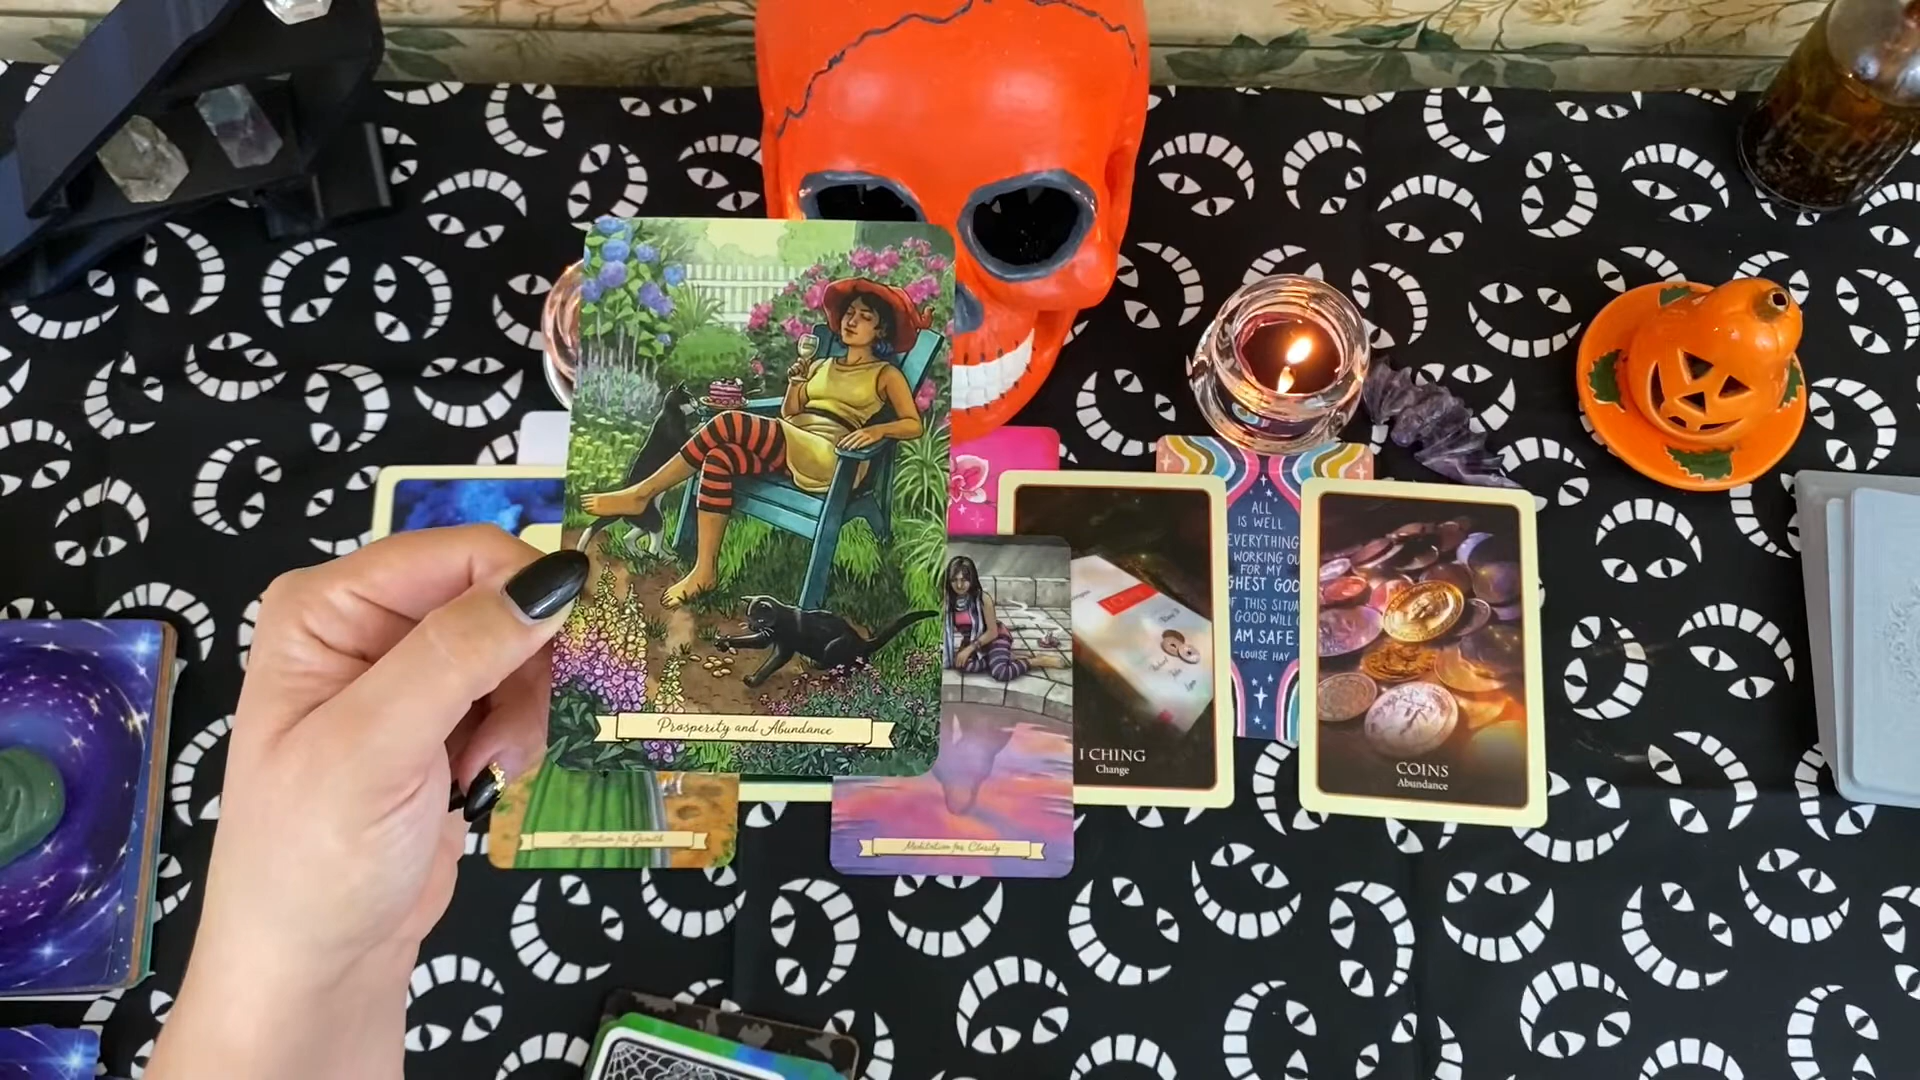 Prosperity and Abundance
ALL
IS WELL.
EVERYTHING
WORKING OU
FOR MY
GHEST GOO
F THIS SITUA
GOOD WILL
AM SAFE.
- LOUISE HAY
I CHING
Change
COINS
Abundance
Affirmation for Growth
Meditation for Clarity